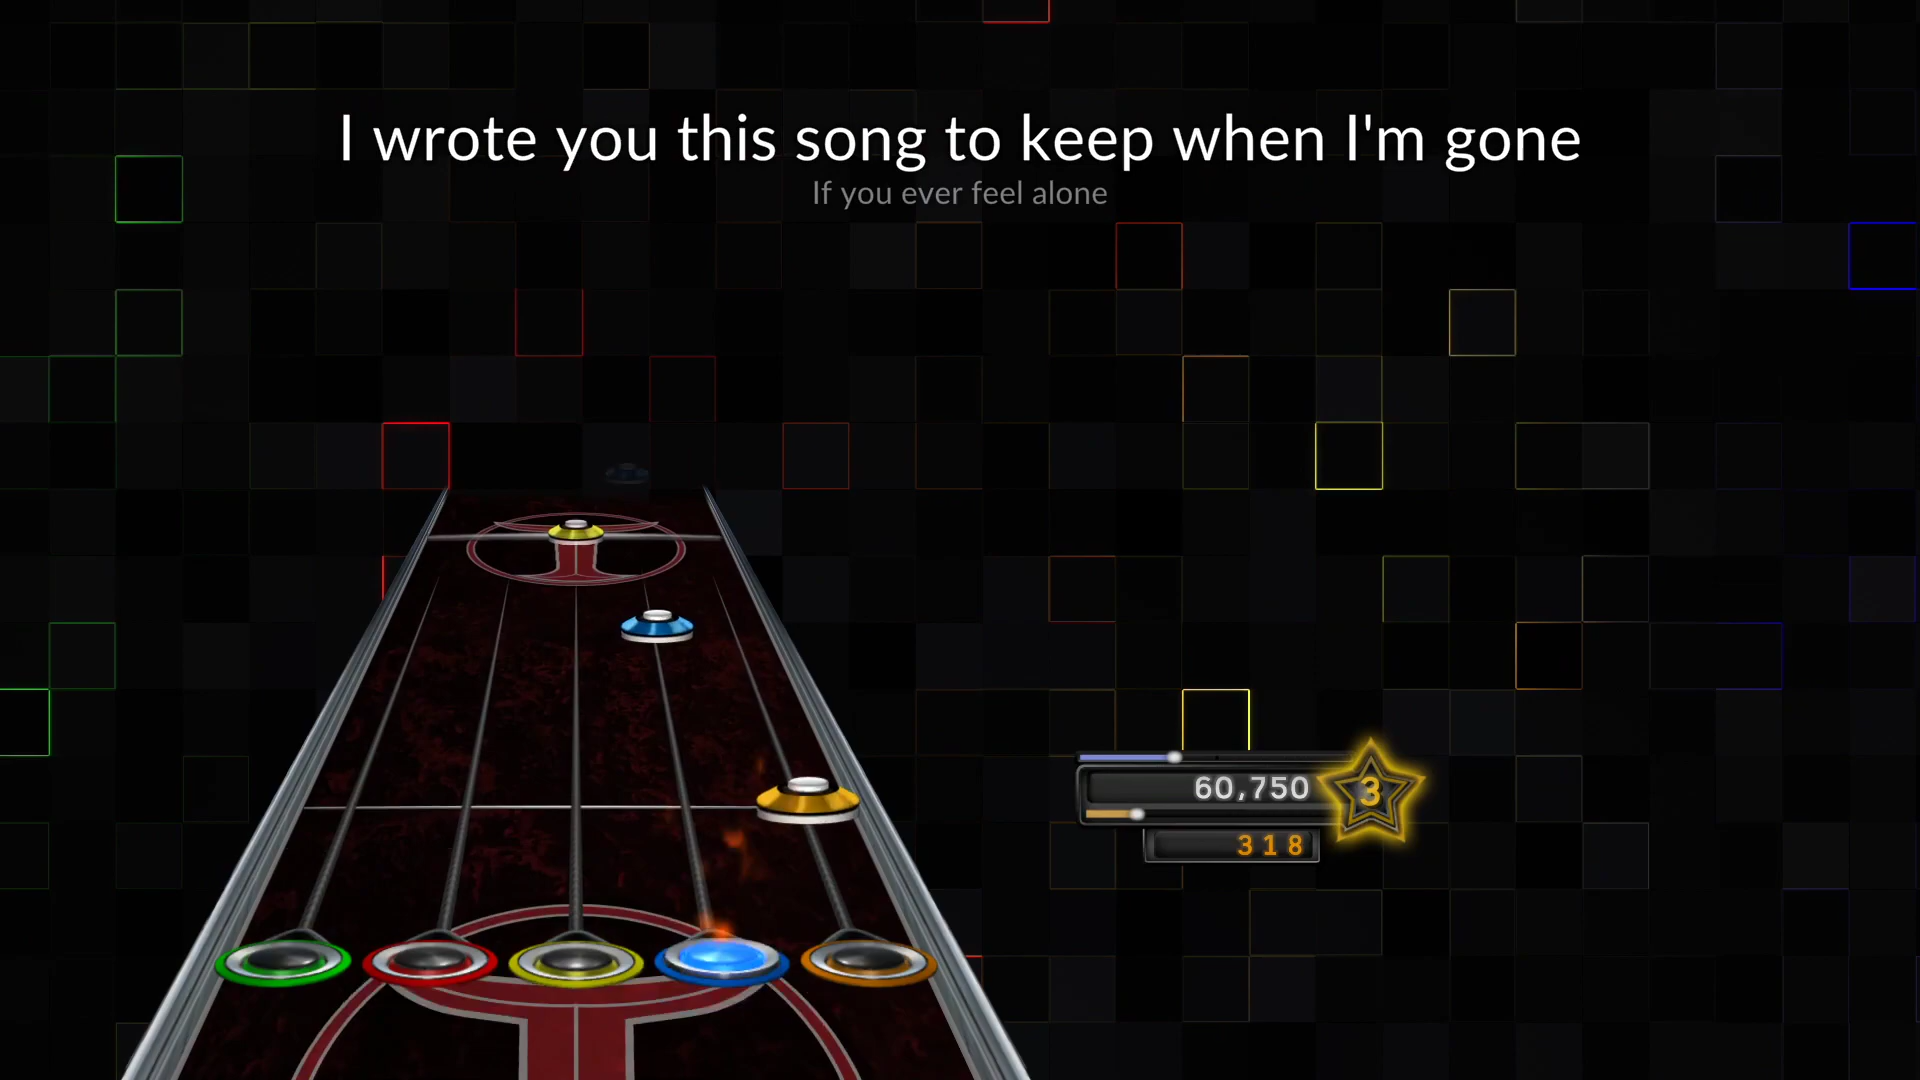 I wrote you this song to keep when I'm gone
If you ever feel alone
60,750
3
318